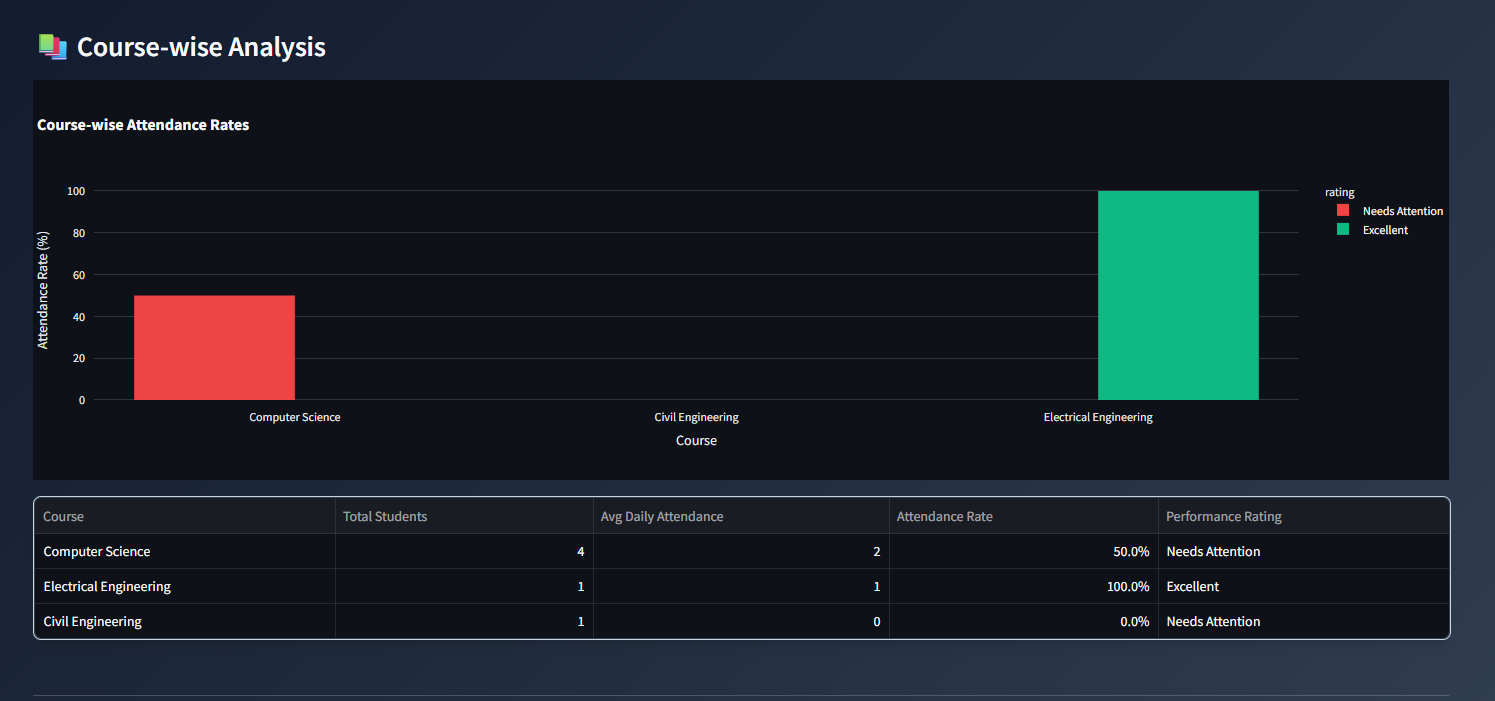 Course-wise Analysis
Course-wise Attendance Rates
100
80
60
40
20
0
Attendance Rate (%)
Computer Science Civil Engineering Electrical Engineering
Course
rating
Needs Attention
Excellent
Course Total Students Avg Daily Attendance Attendance Rate Performance Rating
Computer Science 4 2 50.0% Needs Attention
Electrical Engineering 1 1 100.0% Excellent
Civil Engineering 1 0 0.0% Needs Attention